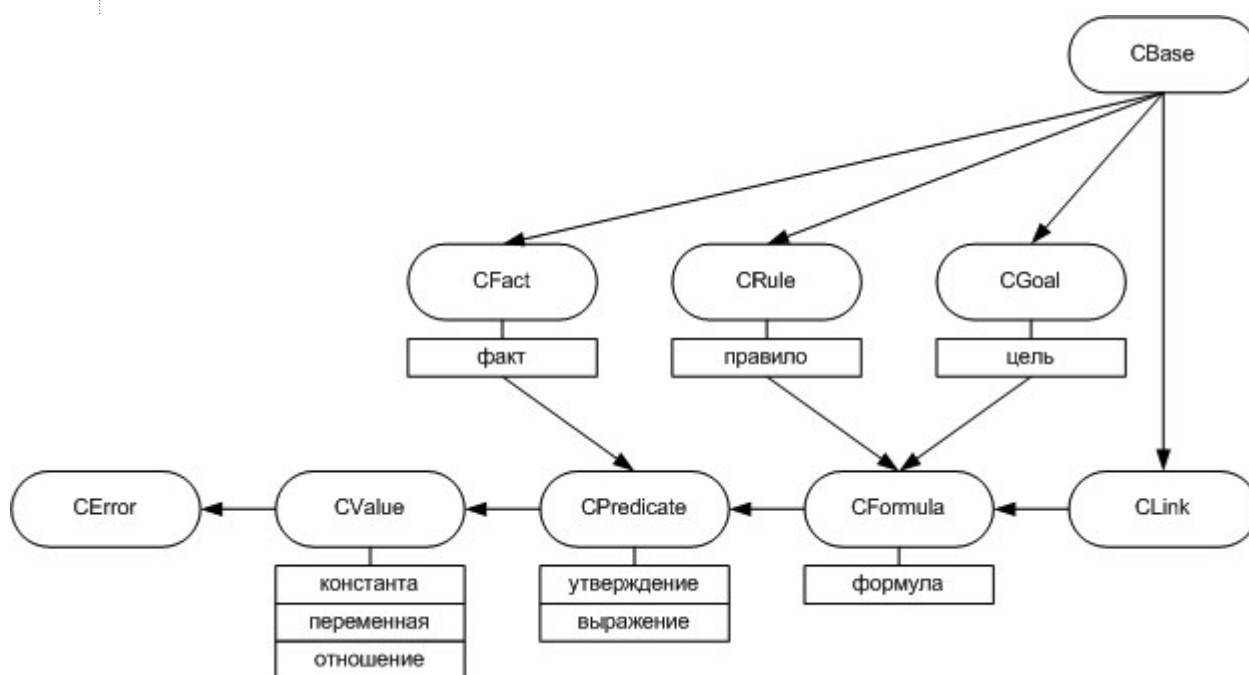 CBase
CFact
CRule
CGoal
факт
правило
цель
CError
CValue
CPredicate
CFormula
CLink
константа
утверждение
формула
переменная
выражение
отношение